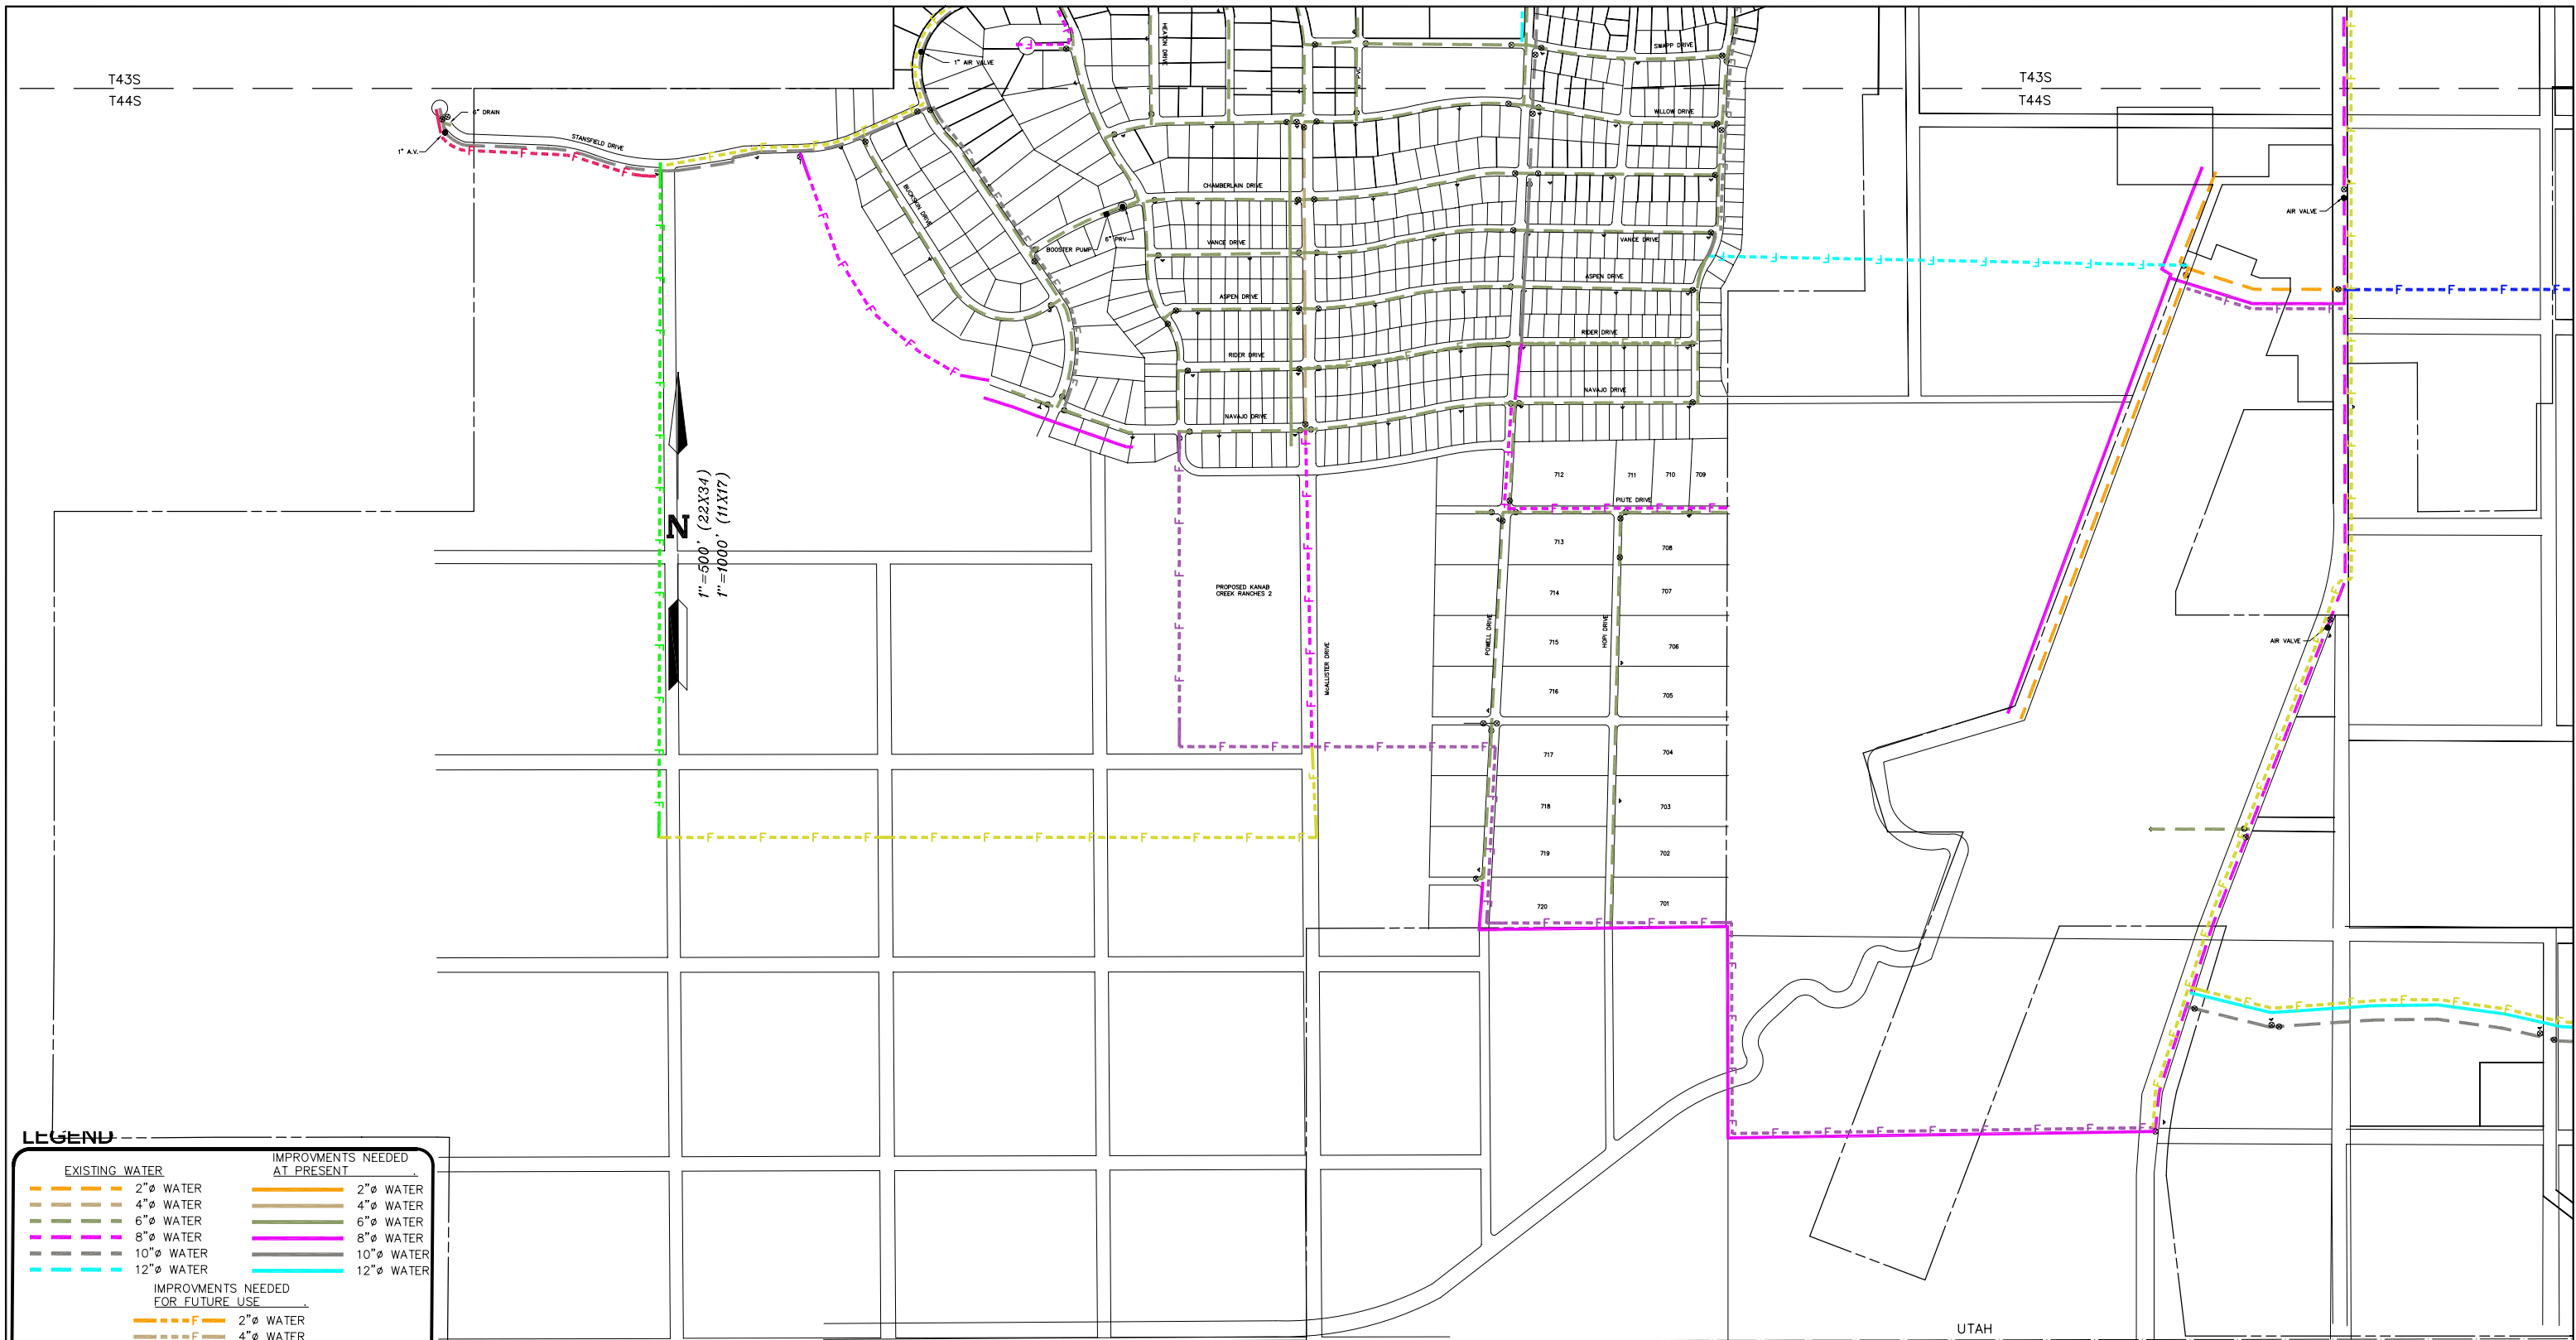 HEATON DRIVE
SWAPP DRIVE
1" AIR VALVE
PVC
T43S
T44S
T43S
T44S
6" DRAIN
1" A.V.
STANSFIELD DRIVE
WILLOW DRIVE
BUCKSKIN DRIVE
CHAMBERLAIN DRIVE
AIR VALVE
6" PRV
BOOSTER PUMP
VANCE DRIVE
VANCE DRIVE
ASPEN DRIVE
ASPEN DRIVE
RIDER DRIVE
RIDER DRIVE
NAVAJO DRIVE
NAVAJO DRIVE
712
711
710
709
PIUTE DRIVE
N
1"=500' (22X34)
1"=1000' (11X17)
713
708
PROPOSED KANAB
CREEK RANCHES 2
714
707
POWELL DRIVE
HOPI DRIVE
715
706
McALLISTER DRIVE
AIR VALVE
716
705
717
704
718
703
719
702
720
701
LEGEND
EXISTING WATER
2"ø WATER
4"ø WATER
6"ø WATER
8"ø WATER
10"ø WATER
12"ø WATER
IMPROVMENTS NEEDED
AT PRESENT .
2"ø WATER
4"ø WATER
6"ø WATER
8"ø WATER
10"ø WATER
12"ø WATER
IMPROVMENTS NEEDED
FOR FUTURE USE .
F 2"ø WATER
F 4"ø WATER
UTAH